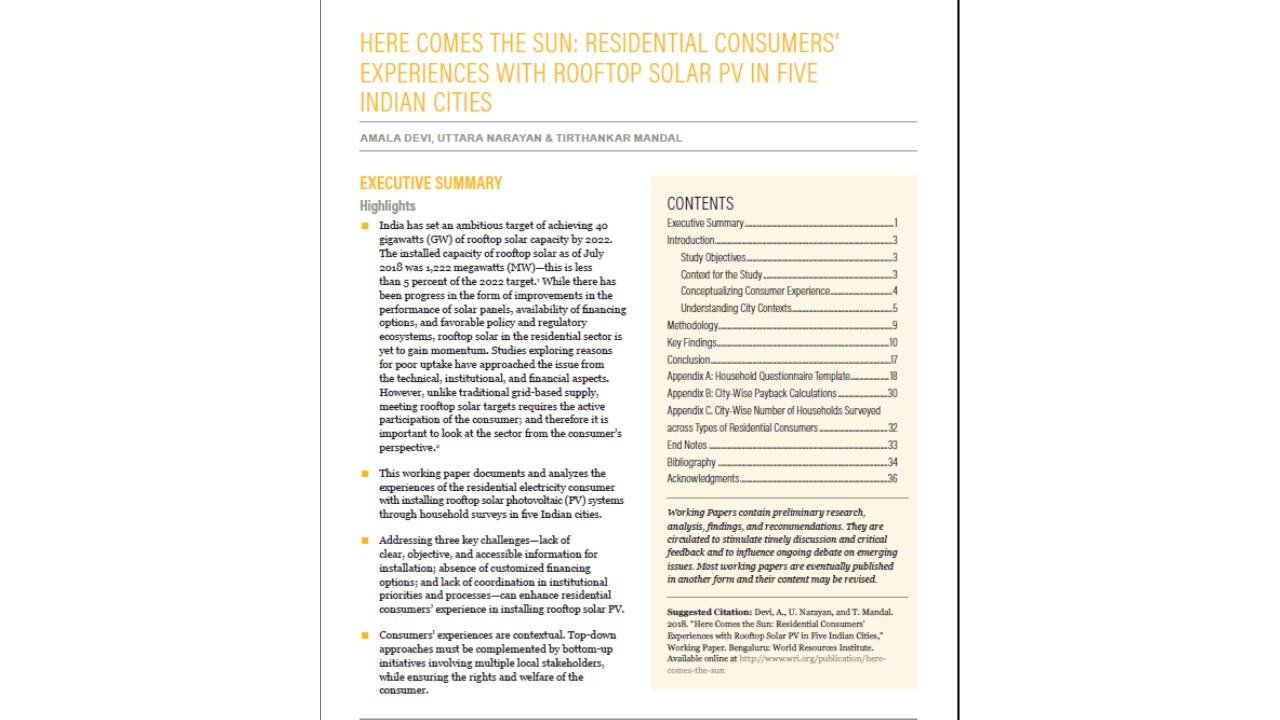 HERE COMES THE SUN: RESIDENTIAL CONSUMERS'
EXPERIENCES WITH ROOFTOP SOLAR PV IN FIVE
INDIAN CITIES
AMALA DEVI, UTTARA NARAYAN & TIRTHANKAR MANDAL
EXECUTIVE SUMMARY
Highlights
■ India has set an ambitious target of achieving 40
gigawatts (GW) of rooftop solar capacity by 2022.
The installed capacity of rooftop solar as of July
2018 was 1,222 megawatts (MW)—this is less
than 5 percent of the 2022 target.¹ While there has
been progress in the form of improvements in the
performance of solar panels, availability of financing
options, and favorable policy and regulatory
ecosystems, rooftop solar in the residential sector is
yet to gain momentum. Studies exploring reasons
for poor uptake have approached the issue from
the technical, institutional, and financial aspects.
However, unlike traditional grid-based supply,
meeting rooftop solar targets requires the active
participation of the consumer; and therefore it is
important to look at the sector from the consumer's
perspective.²
■ This working paper documents and analyzes the
experiences of the residential electricity consumer
with installing rooftop solar photovoltaic (PV) systems
through household surveys in five Indian cities.
■ Addressing three key challenges—lack of
clear, objective, and accessible information for
installation; absence of customized financing
options; and lack of coordination in institutional
priorities and processes—can enhance residential
consumers' experience in installing rooftop solar PV.
■ Consumers' experiences are contextual. Top-down
approaches must be complemented by bottom-up
initiatives involving multiple local stakeholders,
while ensuring the rights and welfare of the
consumer.
CONTENTS
Executive Summary 1
Introduction 3
Study Objectives 3
Context for the Study 3
Conceptualizing Consumer Experience 4
Understanding City Contexts 5
Methodology 9
Key Findings 10
Conclusion 17
Appendix A: Household Questionnaire Template 18
Appendix B: City-Wise Payback Calculations 30
Appendix C. City-Wise Number of Households Surveyed
across Types of Residential Consumers 32
End Notes 33
Bibliography 34
Acknowledgments 36
Working Papers contain preliminary research,
analysis, findings, and recommendations. They are
circulated to stimulate timely discussion and critical
feedback and to influence ongoing debate on emerging
issues. Most working papers are eventually published
in another form and their content may be revised.
Suggested Citation: Devi, A., U. Narayan, and T. Mandal.
2018. "Here Comes the Sun: Residential Consumers'
Experiences with Rooftop Solar PV in Five Indian Cities,"
Working Paper. Bengaluru: World Resources Institute.
Available online at http://www.wri.org/publication/here-
comes-the-sun